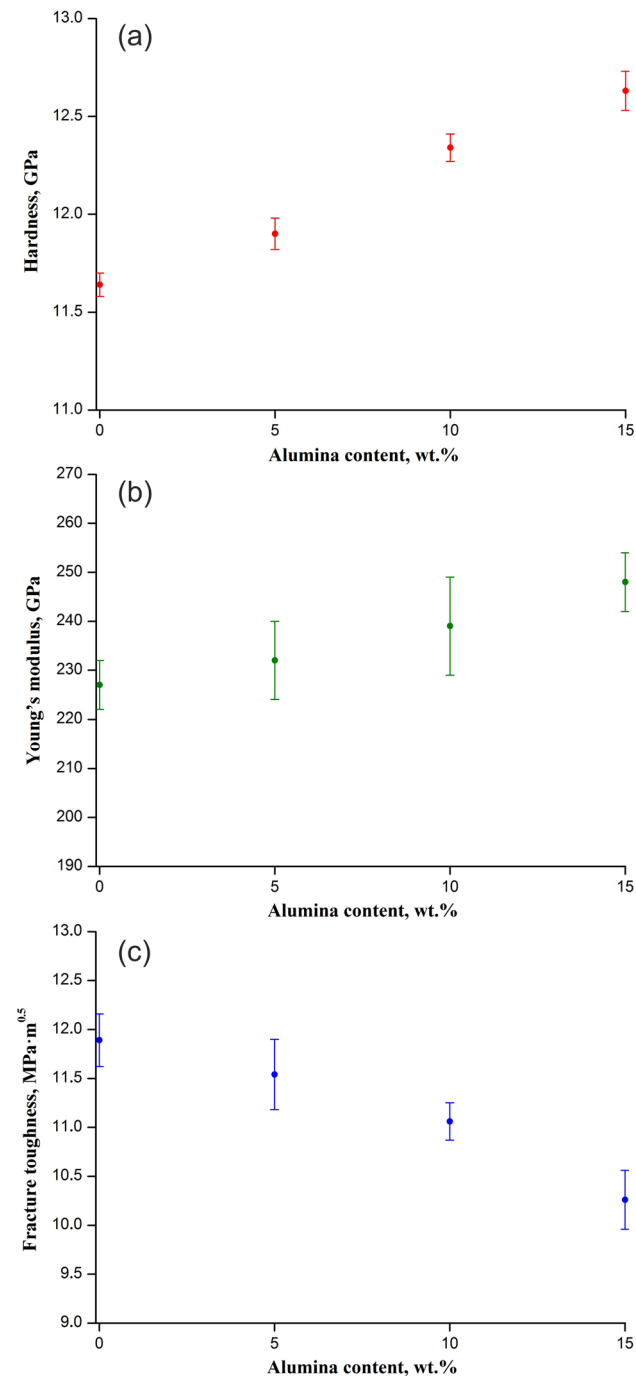 (a)
13.0
12.5
12.0
11.5
11.0
Hardness, GPa
0 5 10 15
Alumina content, wt.%
(b)
270
260
250
240
230
220
210
200
190
Young’s modulus, GPa
0 5 10 15
Alumina content, wt.%
(c)
13.0
12.5
12.0
11.5
11.0
10.5
10.0
9.5
9.0
Fracture toughness, MPa·m^0.5
0 5 10 15
Alumina content, wt.%